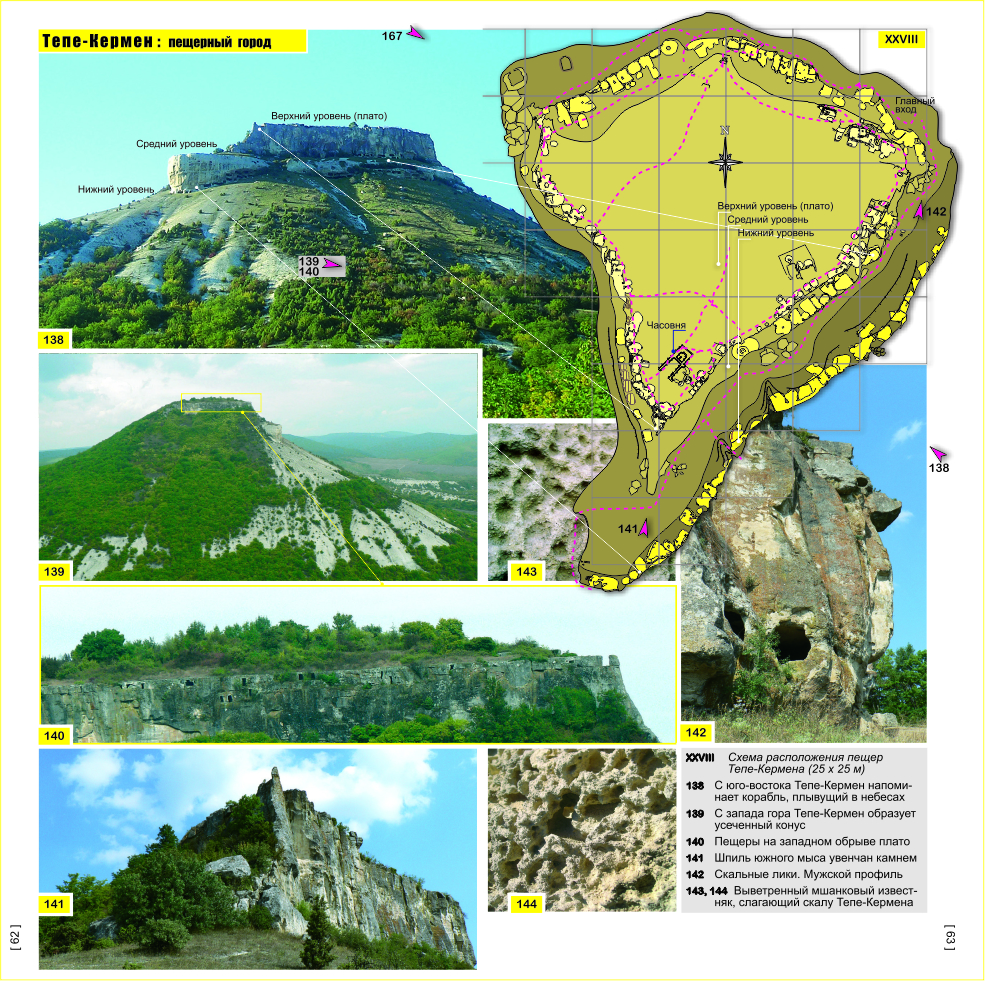 Тепе-Кермен : пещерный город
167
XXVIII
Верхний уровень (плато)
Средний уровень
Нижний уровень
139
140
138
Главный
вход
N
142
Верхний уровень (плато)
Средний уровень
Нижний уровень
Часовня
138
141
139
143
140
142
141
144
XXVIII Схема расположения пещер
Тепе-Кермена (25 х 25 м)
138 С юго-востока Тепе-Кермен напоми-
нает корабль, плывущий в небесах
139 С запада гора Тепе-Кермен образует
усеченный конус
140 Пещеры на западном обрыве плато
141 Шпиль южного мыса увенчан камнем
142 Скальные лики. Мужской профиль
143, 144 Выветренный мшанковый извест-
няк, слагающий скалу Тепе-Кермена
[ 62 ]
[ 63 ]